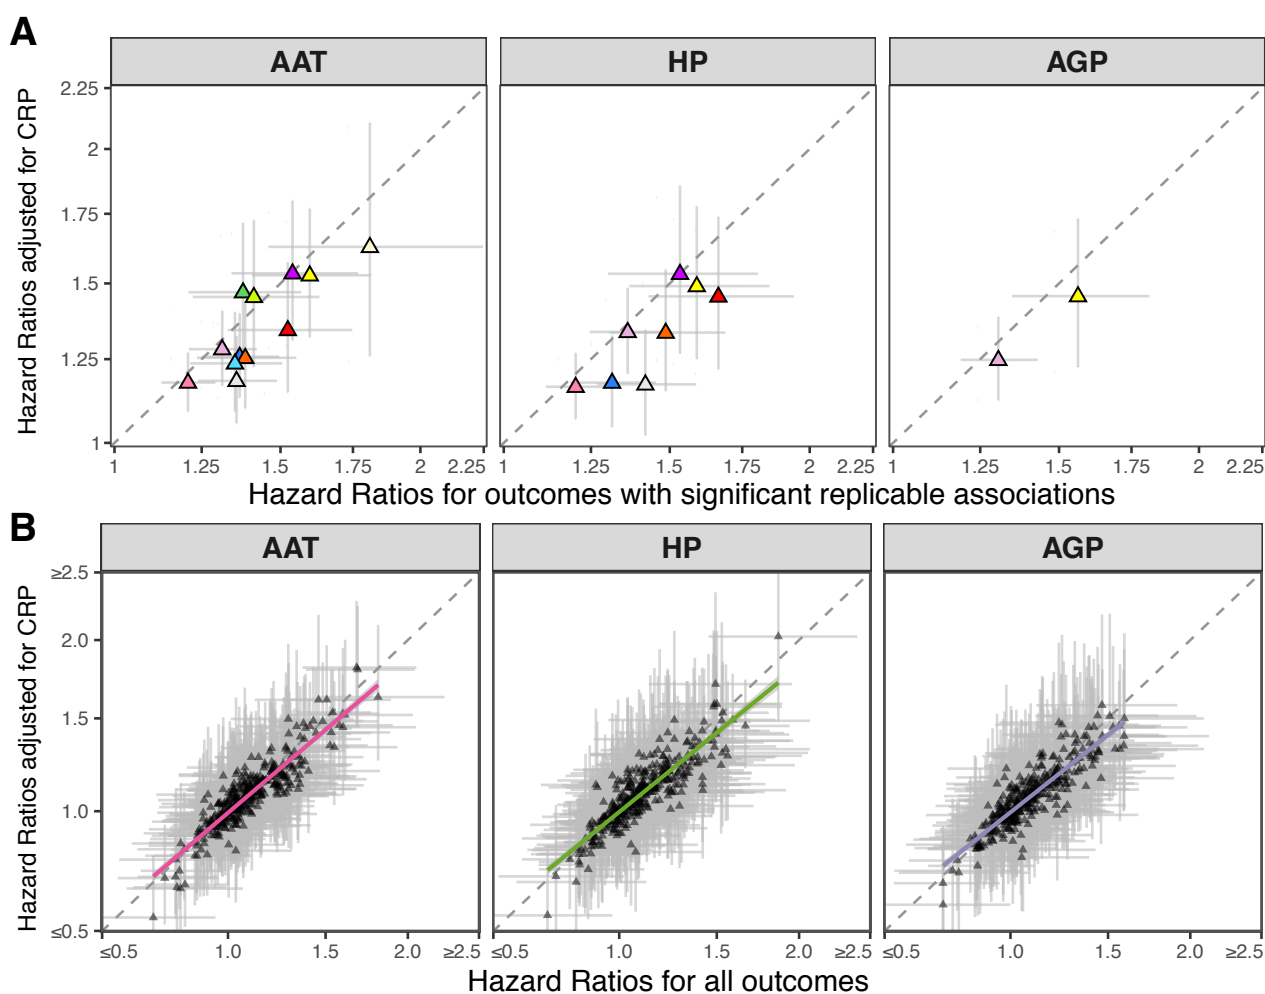 A
AAT HP AGP
Hazard Ratios adjusted for CRP
2.25
2
1.75
1.5
1.25
1
1 1.25 1.5 1.75 2 2.25 1 1.25 1.5 1.75 2 2.25 1 1.25 1.5 1.75 2 2.25
Hazard Ratios for outcomes with significant replicable associations
B
AAT HP AGP
Hazard Ratios adjusted for CRP
≥2.5
2.0
1.5
1.0
≤0.5
≤0.5 1.0 1.5 2.0 ≥2.5 ≤0.5 1.0 1.5 2.0 ≥2.5 ≤0.5 1.0 1.5 2.0 ≥2.5
Hazard Ratios for all outcomes